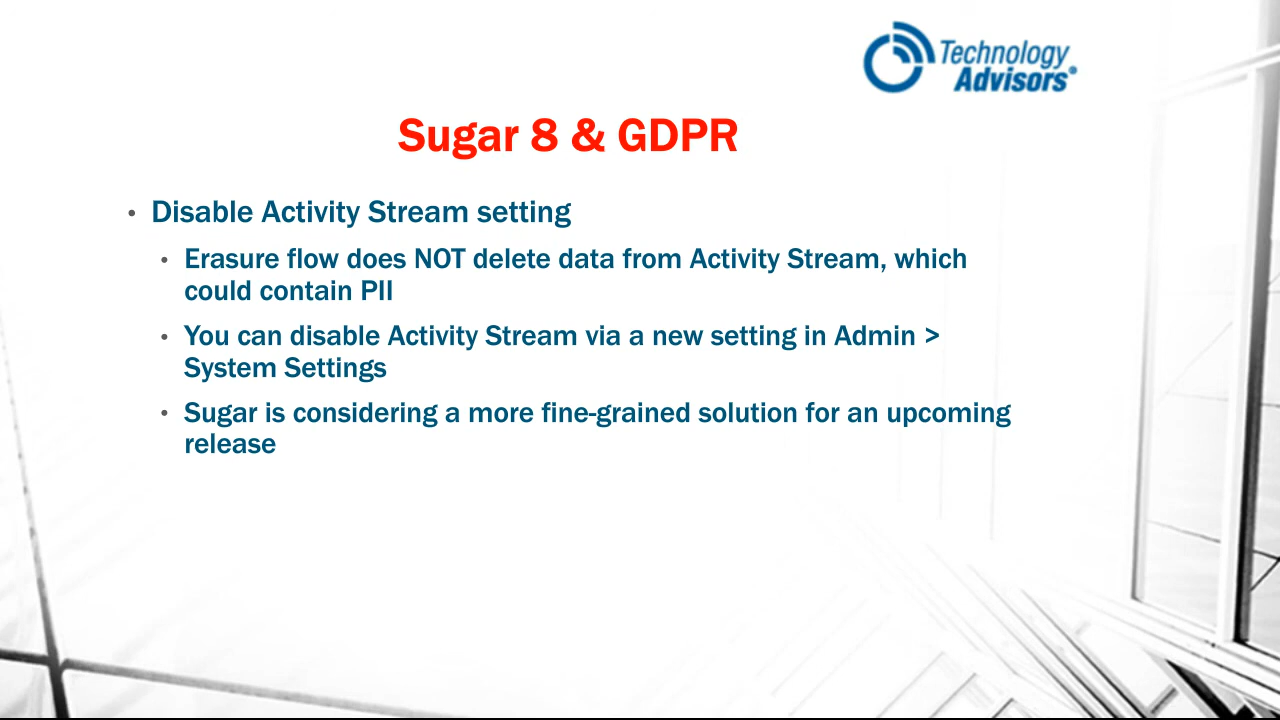 Technology
Advisors®
Sugar 8 & GDPR
• Disable Activity Stream setting
• Erasure flow does NOT delete data from Activity Stream, which
could contain PII
• You can disable Activity Stream via a new setting in Admin >
System Settings
• Sugar is considering a more fine-grained solution for an upcoming
release